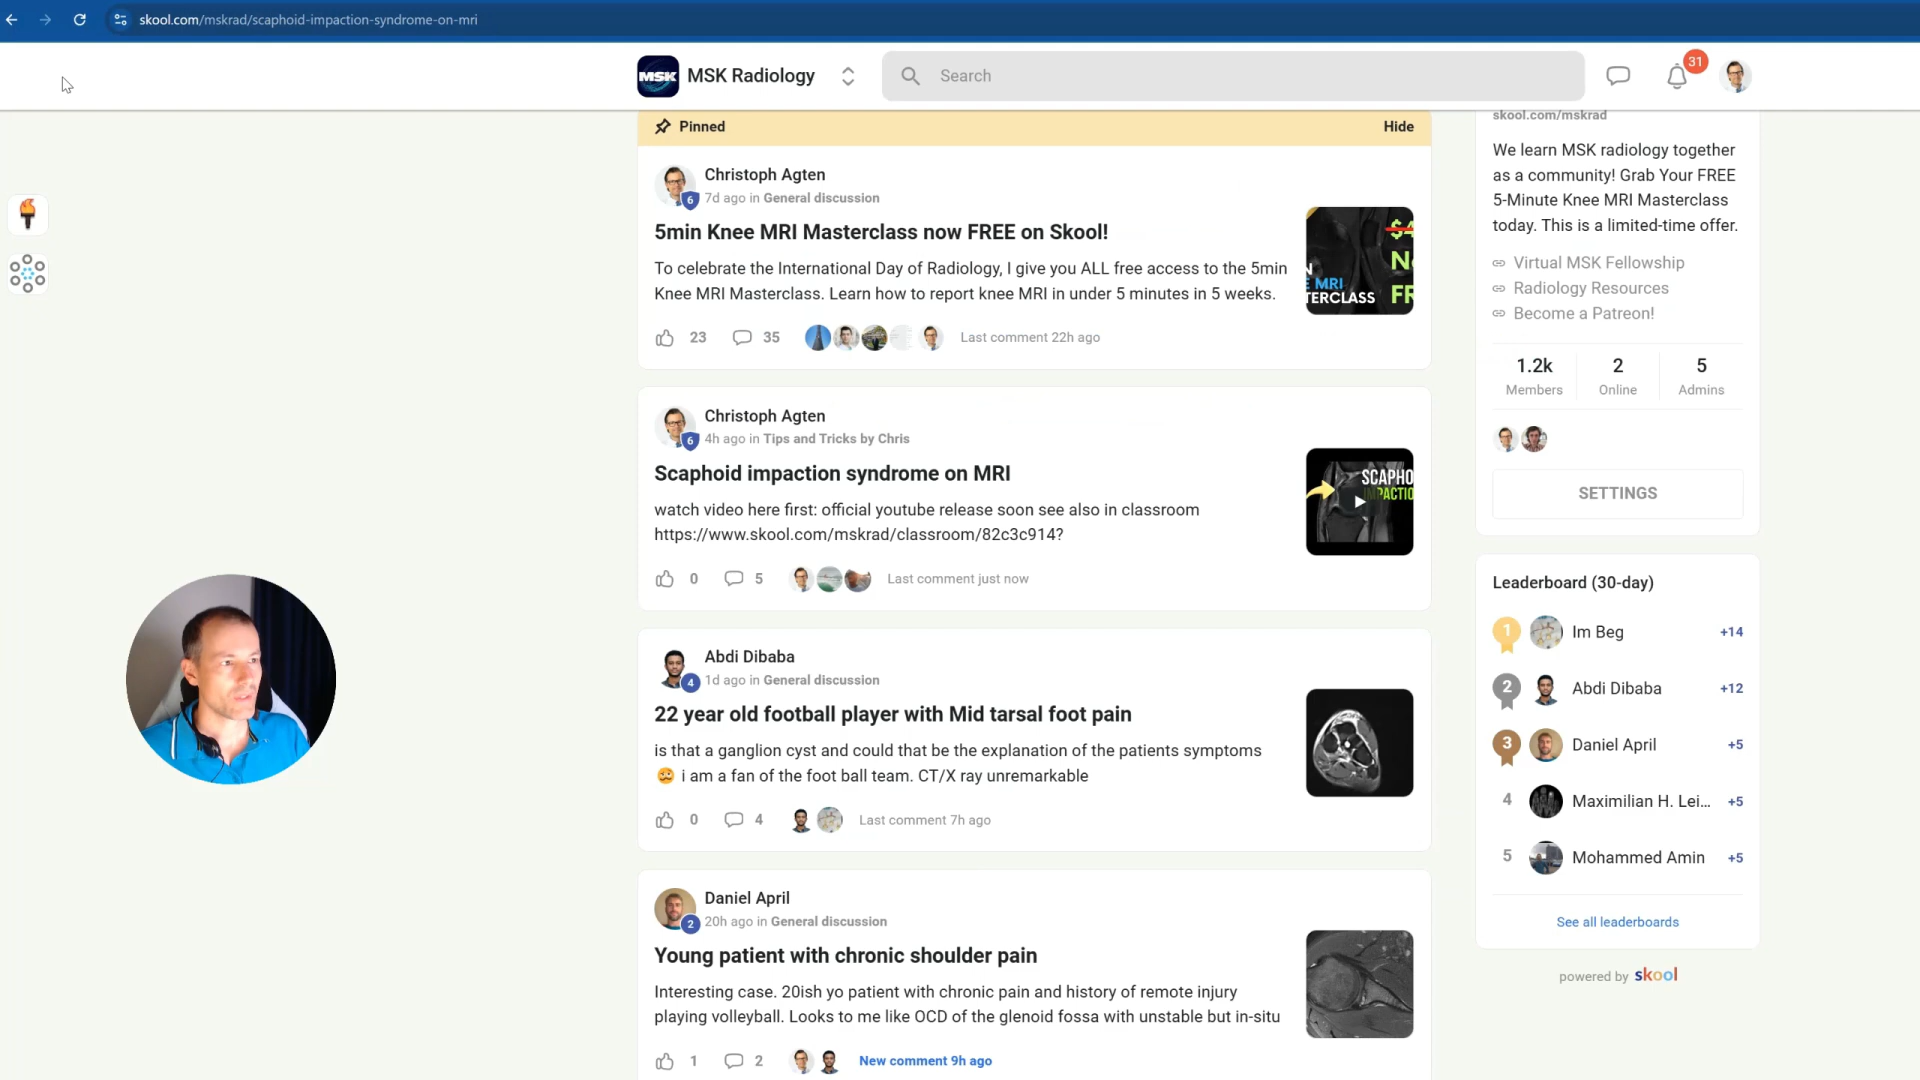 skool.com/mskrad/scaphoid-impaction-syndrome-on-mri
MSK
MSK Radiology
Search
31
Pinned
Hide
Christoph Agten
6
7d ago in General discussion
5min Knee MRI Masterclass now FREE on Skool!
To celebrate the International Day of Radiology, I give you ALL free access to the 5min
Knee MRI Masterclass. Learn how to report knee MRI in under 5 minutes in 5 weeks.
23
35
Last comment 22h ago
$4
N
MRI
TERCLASS
FR
Christoph Agten
6
4h ago in Tips and Tricks by Chris
Scaphoid impaction syndrome on MRI
watch video here first: official youtube release soon see also in classroom
https://www.skool.com/mskrad/classroom/82c3c914?
0
5
Last comment just now
SCAPHO
Abdi Dibaba
4
1d ago in General discussion
22 year old football player with Mid tarsal foot pain
is that a ganglion cyst and could that be the explanation of the patients symptoms
i am a fan of the foot ball team. CT/X ray unremarkable
0
4
Last comment 7h ago
Daniel April
2
20h ago in General discussion
Young patient with chronic shoulder pain
Interesting case. 20ish yo patient with chronic pain and history of remote injury
playing volleyball. Looks to me like OCD of the glenoid fossa with unstable but in-situ
1
2
New comment 9h ago
skool.com/mskrad
We learn MSK radiology together
as a community! Grab Your FREE
5-Minute Knee MRI Masterclass
today. This is a limited-time offer.
Virtual MSK Fellowship
Radiology Resources
Become a Patreon!
1.2k
Members
2
Online
5
Admins
SETTINGS
Leaderboard (30-day)
1
Im Beg
+14
2
Abdi Dibaba
+12
3
Daniel April
+5
4
Maximilian H. Lei...
+5
5
Mohammed Amin
+5
See all leaderboards
powered by skool